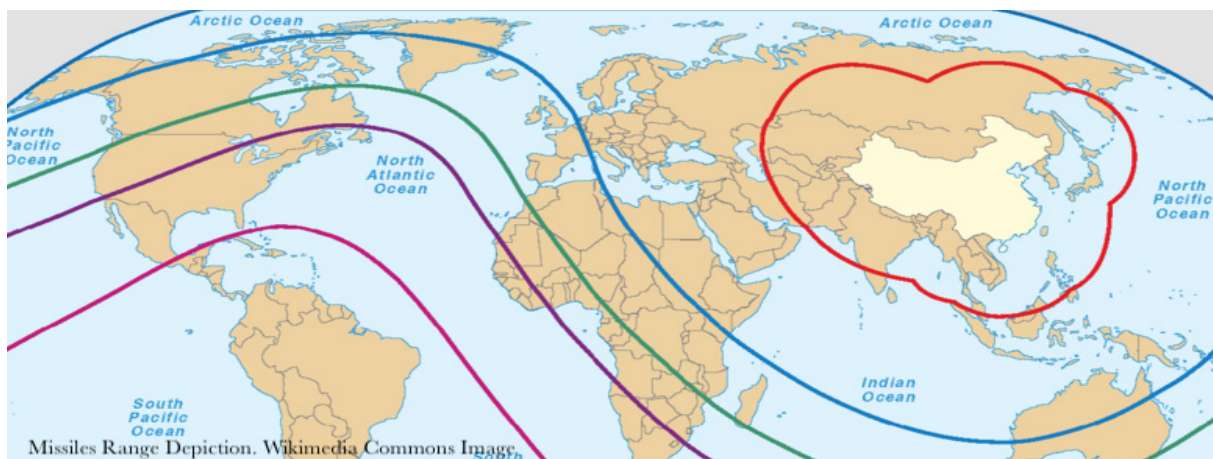 Arctic Ocean
Arctic Ocean
North
Pacific
Ocean
North
Atlantic
Ocean
North
Pacific
Ocean
Indian
Ocean
South
Pacific
Ocean
South
Missiles Range Depiction. Wikimedia Commons Image.